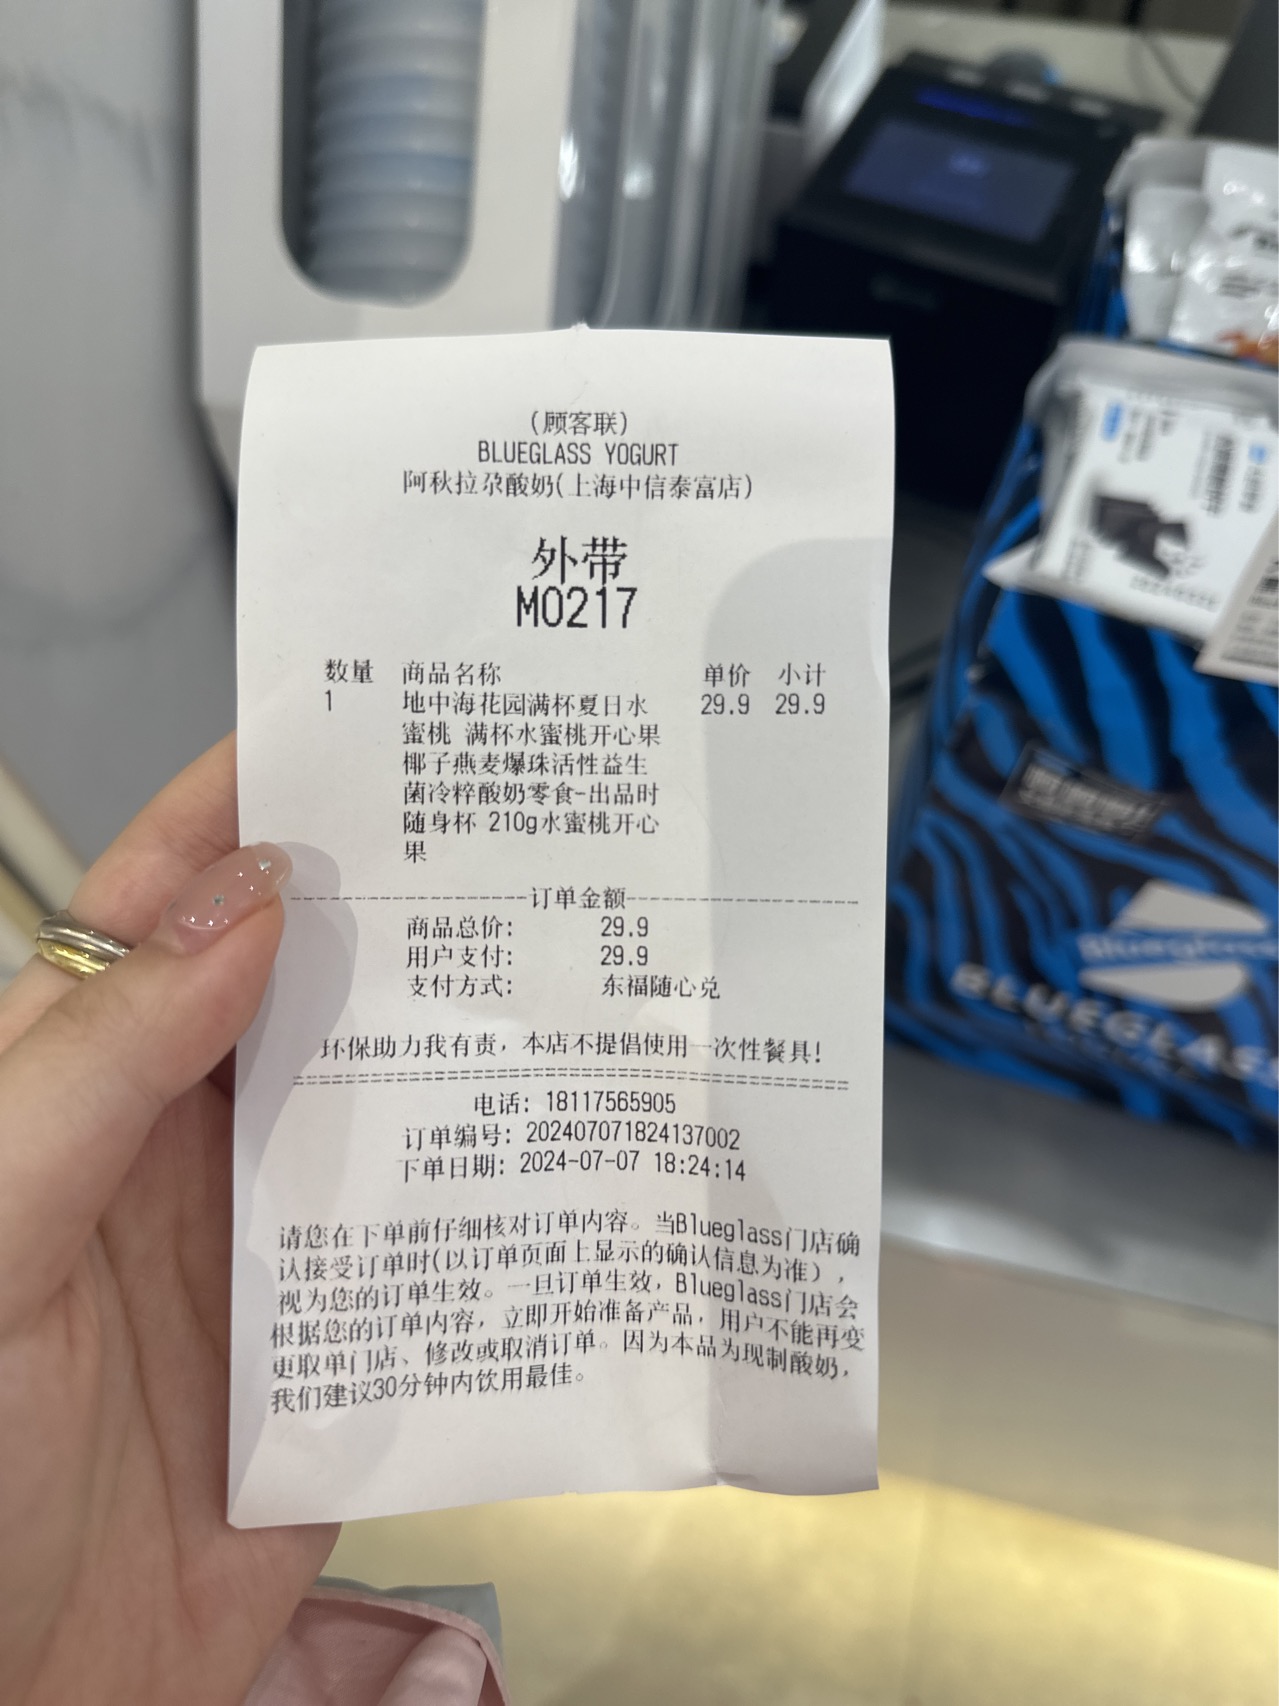 (顾客联)
BLUEGLASS YOGURT
阿秋拉尕酸奶(上海中信泰富店)
外带
M0217
数量 商品名称 单价 小计
1 地中海花园满杯夏日水 29.9 29.9
蜜桃 满杯水蜜桃开心果
椰子燕麦爆珠活性益生
菌冷粹酸奶零食-出品时
随身杯 210g水蜜桃开心
果
订单金额
商品总价: 29.9
用户支付: 29.9
支付方式: 东福随心兑
环保助力我有责，本店不提倡使用一次性餐具!
电话: 18117565905
订单编号: 202407071824137002
下单日期: 2024-07-07 18:24:14
请您在下单前仔细核对订单内容。当Blueglass门店确
认接受订单时(以订单页面上显示的确认信息为准)，
视为您的订单生效。一旦订单生效，Blueglass门店会
根据您的订单内容，立即开始准备产品，用户不能再变
更取单门店、修改或取消订单。因为本品为现制酸奶，
我们建议30分钟内饮用最佳。
Blueglass
BLUEGLASS